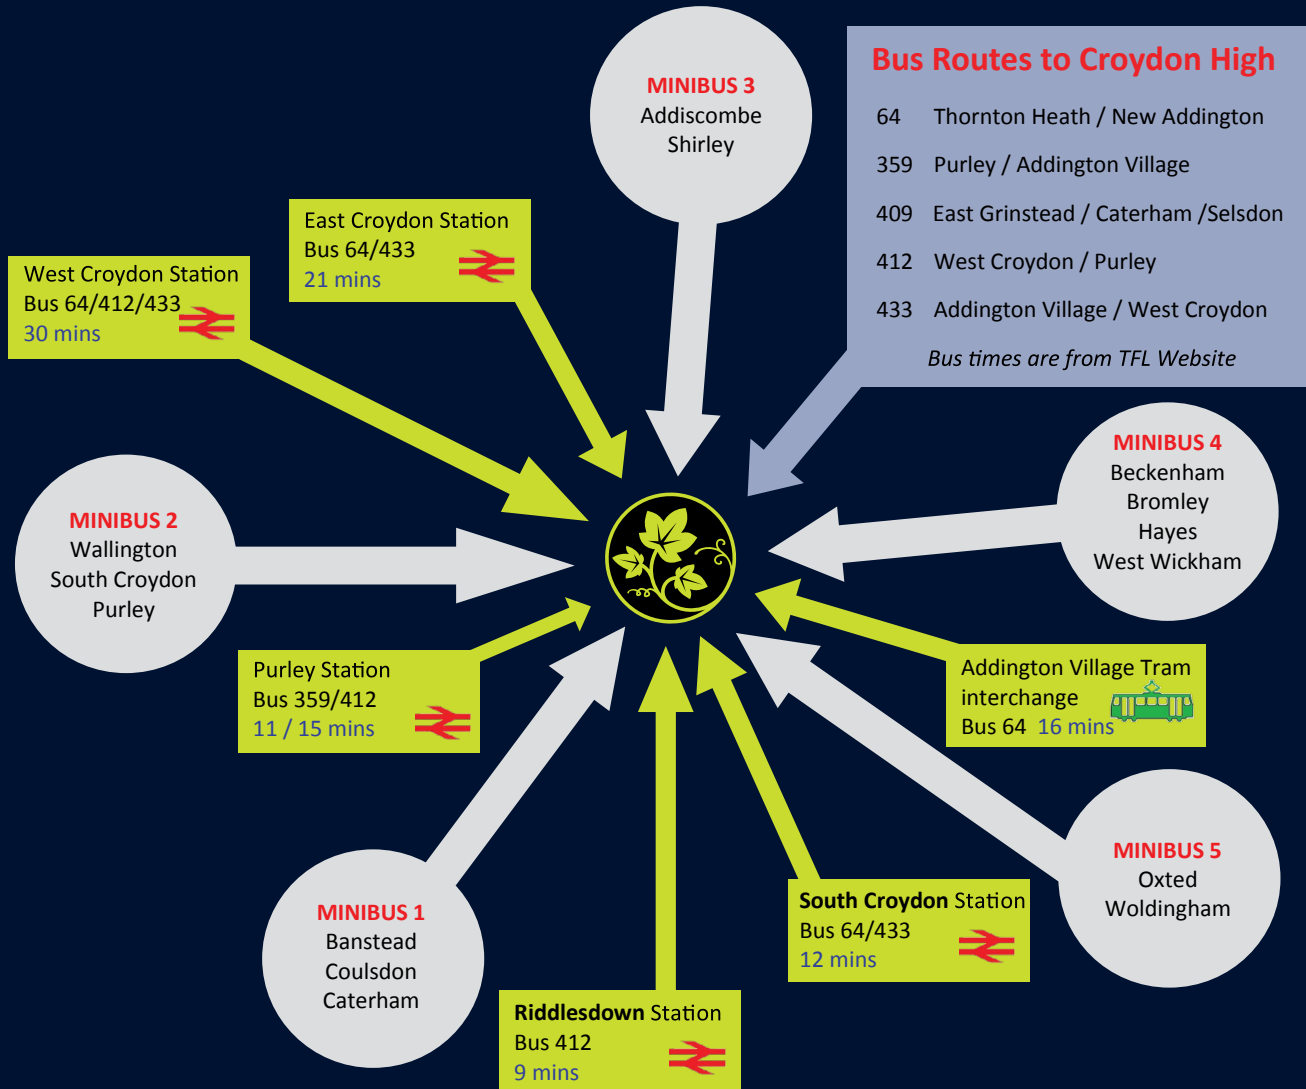 MINIBUS 3
Addiscombe
Shirley
Bus Routes to Croydon High
64 Thornton Heath / New Addington
359 Purley / Addington Village
409 East Grinstead / Caterham /Selsdon
412 West Croydon / Purley
433 Addington Village / West Croydon
Bus times are from TFL Website
East Croydon Station
Bus 64/433
21 mins
West Croydon Station
Bus 64/412/433
30 mins
MINIBUS 4
Beckenham
Bromley
Hayes
West Wickham
MINIBUS 2
Wallington
South Croydon
Purley
Purley Station
Bus 359/412
11 / 15 mins
Addington Village Tram
interchange
Bus 64 16 mins
MINIBUS 1
Banstead
Coulsdon
Caterham
South Croydon Station
Bus 64/433
12 mins
MINIBUS 5
Oxted
Woldingham
Riddlesdown Station
Bus 412
9 mins